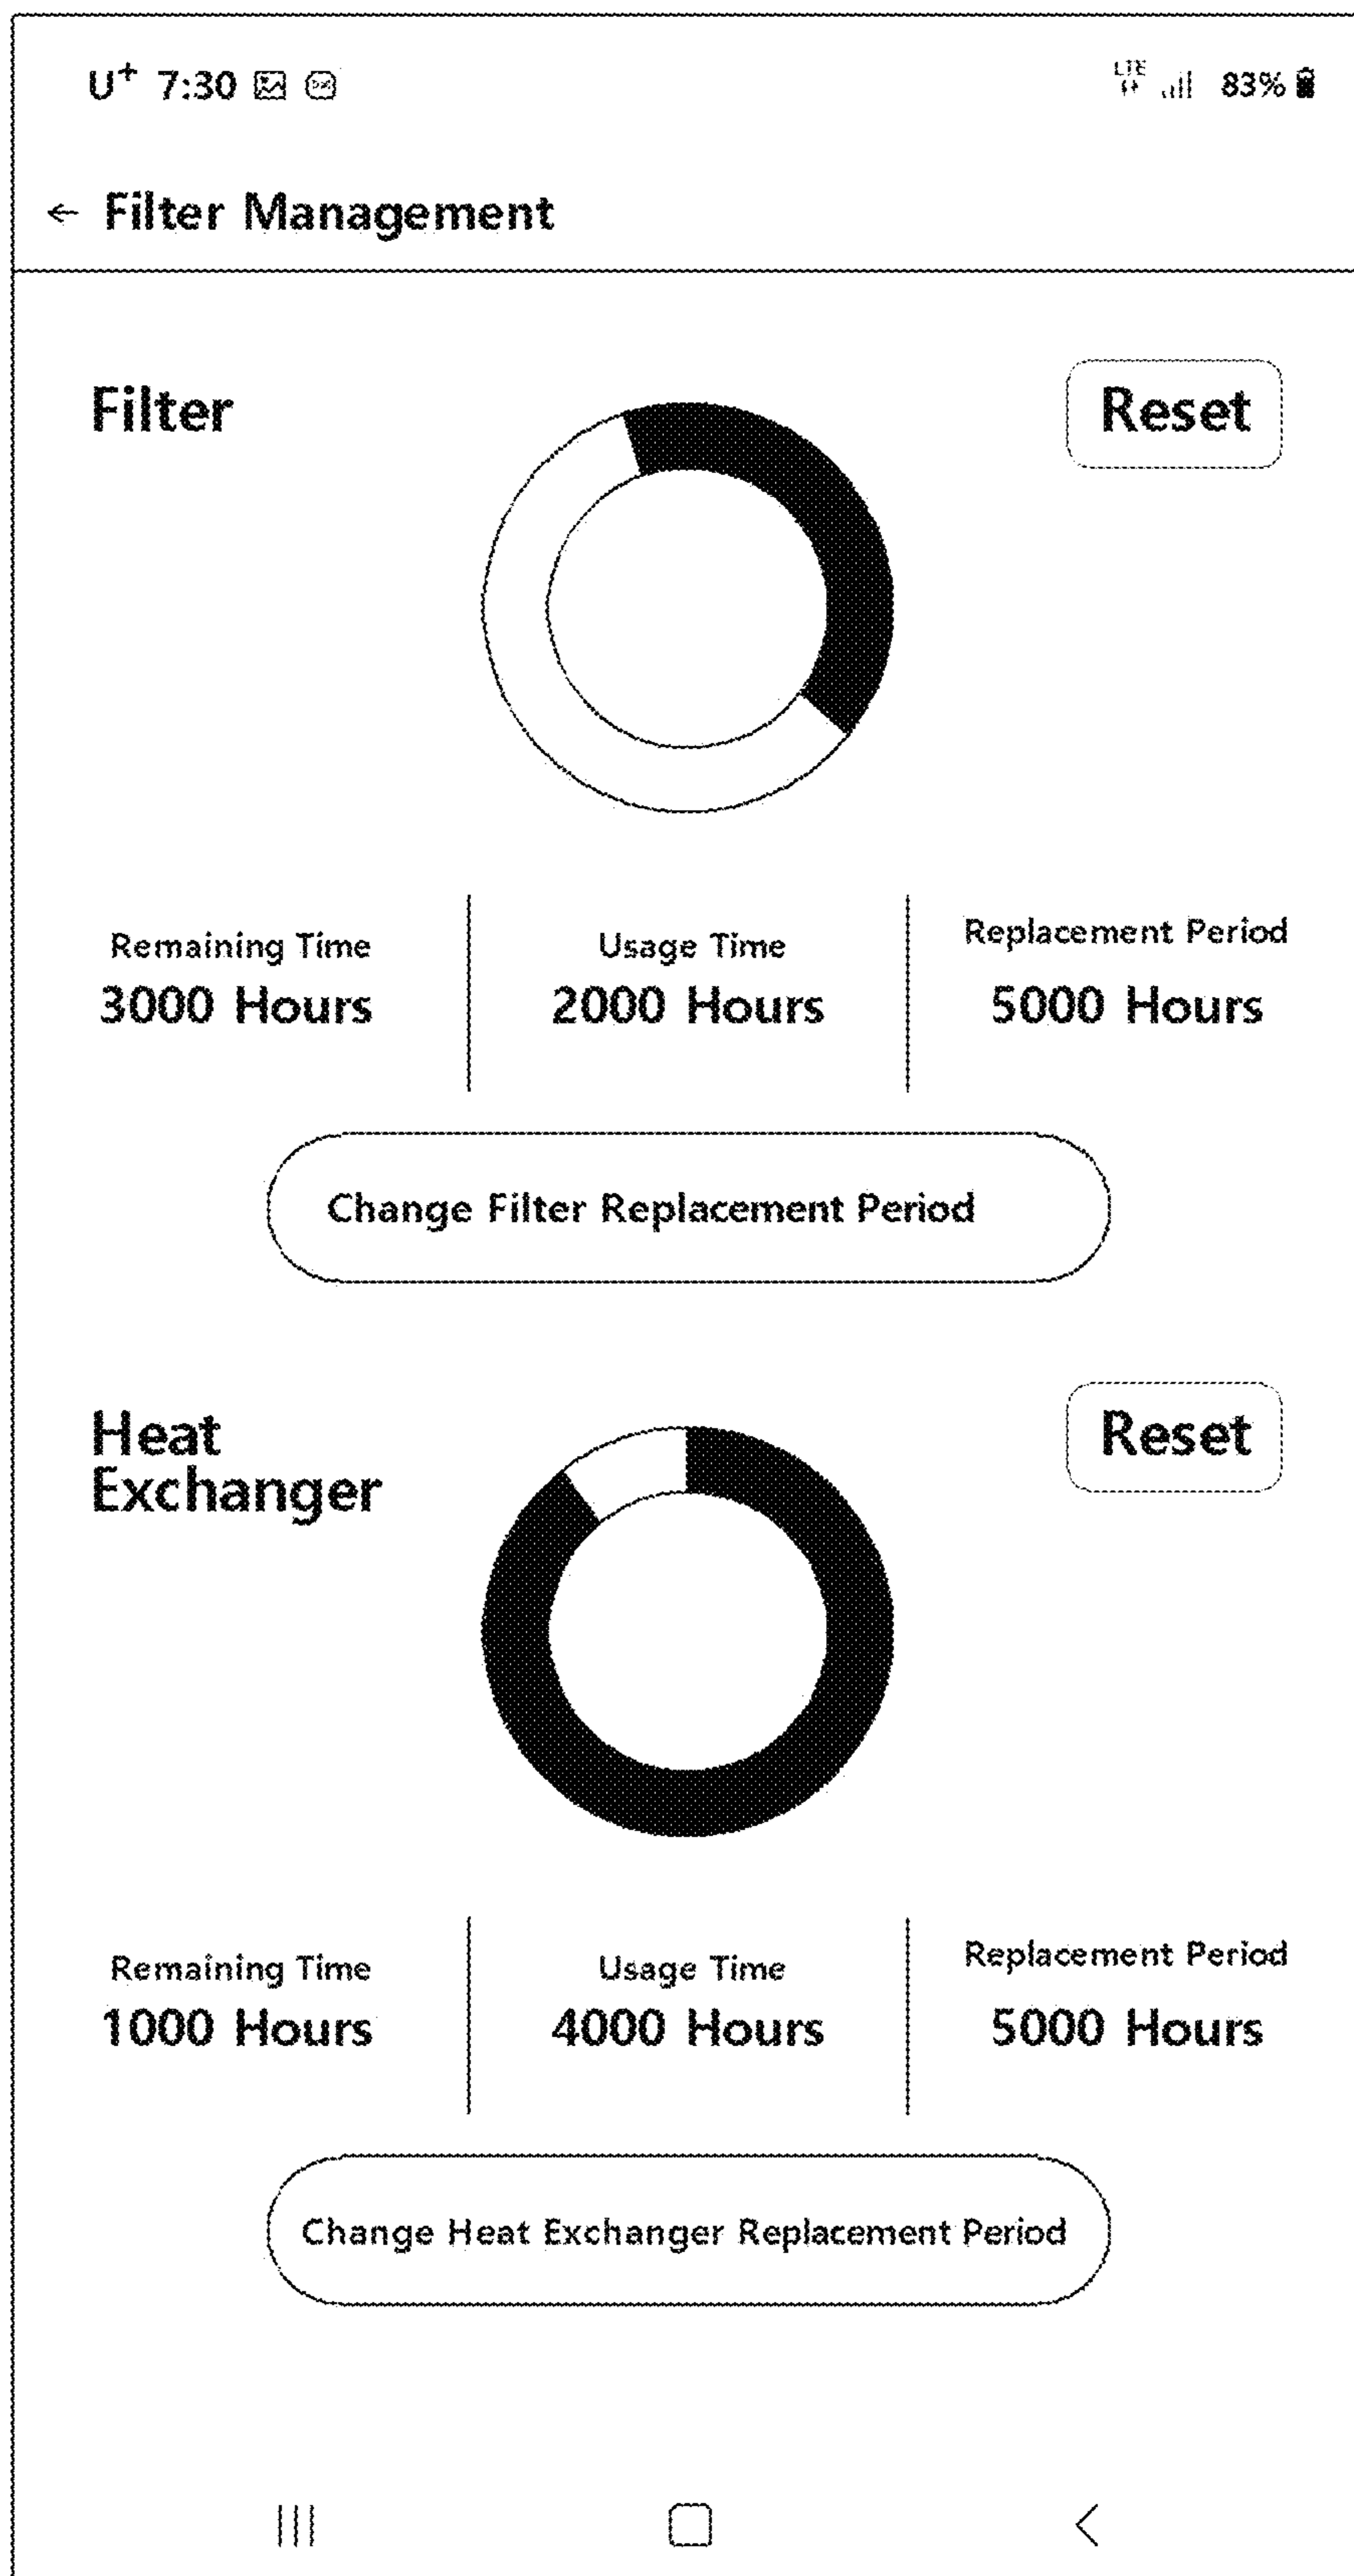 U+ 7:30 LTE 83%
← Filter Management
Filter
Reset
Remaining Time
Usage Time
Replacement Period
3000 Hours
2000 Hours
5000 Hours
Change Filter Replacement Period
Heat
Exchanger
Reset
Remaining Time
Usage Time
Replacement Period
1000 Hours
4000 Hours
5000 Hours
Change Heat Exchanger Replacement Period